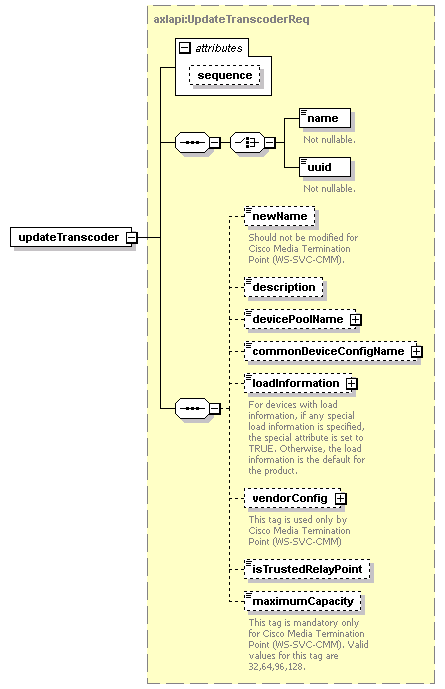 axlapi:UpdateTranscoderReq
attributes
sequence
name
Not nullable.
uuid
Not nullable.
updateTranscoder
newName
Should not be modified for
Cisco Media Termination
Point (WS-SVC-CMM).
description
devicePoolName
commonDeviceConfigName
loadInformation
For devices with load
information, if any special
load information is specified,
the special attribute is set to
TRUE. Otherwise, the load
information is the default for
the product.
vendorConfig
This tag is used only by
Cisco Media Termination
Point (WS-SVC-CMM)
isTrustedRelayPoint
maximumCapacity
This tag is mandatory only
for Cisco Media Termination
Point (WS-SVC-CMM). Valid
values for this tag are
32,64,96,128.